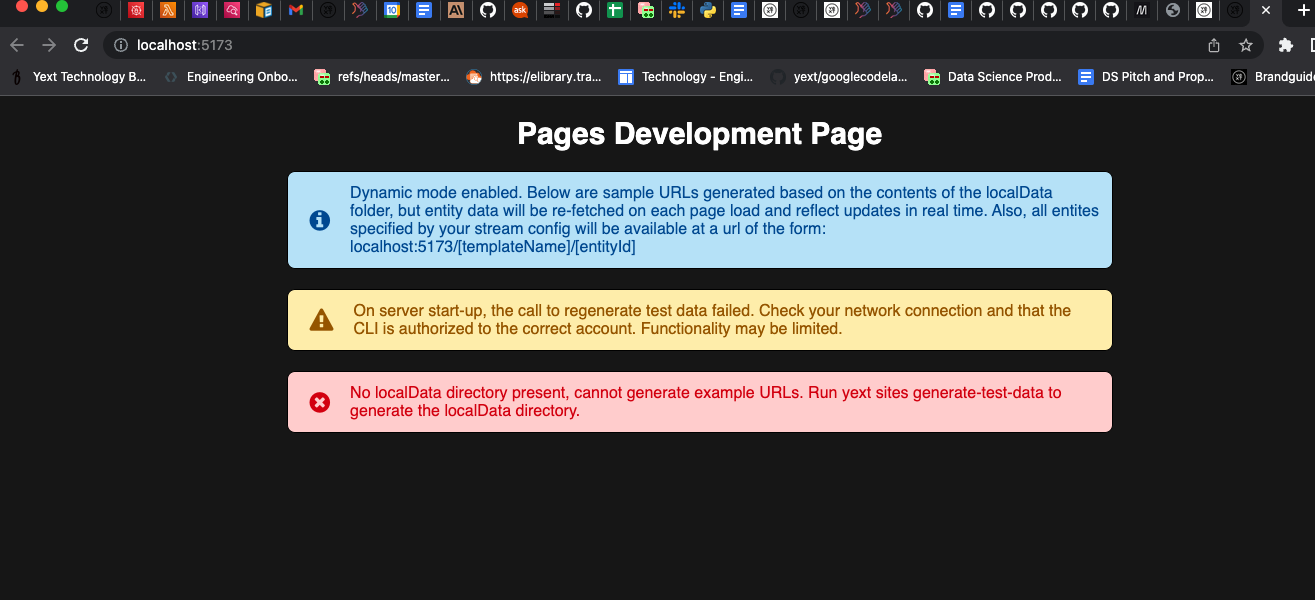 localhost:5173
Yext Technology B...
Engineering Onbo...
refs/heads/master...
https://elibrary.tra...
Technology - Engi...
yext/googlecodela...
Data Science Prod...
DS Pitch and Prop...
Brandguid
Pages Development Page
Dynamic mode enabled. Below are sample URLs generated based on the contents of the localData
folder, but entity data will be re-fetched on each page load and reflect updates in real time. Also, all entites
specified by your stream config will be available at a url of the form:
localhost:5173/[templateName]/[entityId]
On server start-up, the call to regenerate test data failed. Check your network connection and that the
CLI is authorized to the correct account. Functionality may be limited.
No localData directory present, cannot generate example URLs. Run yext sites generate-test-data to
generate the localData directory.